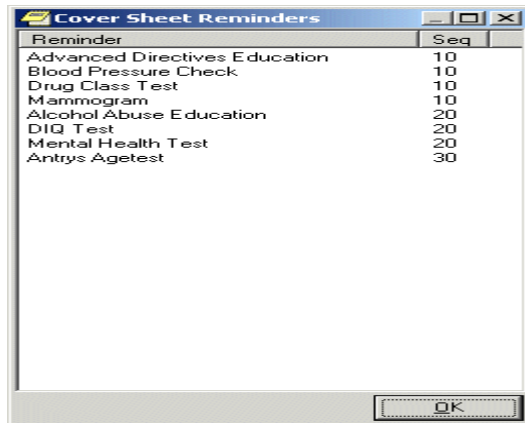 Cover Sheet Reminders
Reminder Seq
Advanced Directives Education 10
Blood Pressure Check 10
Drug Class Test 10
Mammogram 10
Alcohol Abuse Education 20
DIQ Test 20
Mental Health Test 20
Antrys Agetest 30
OK